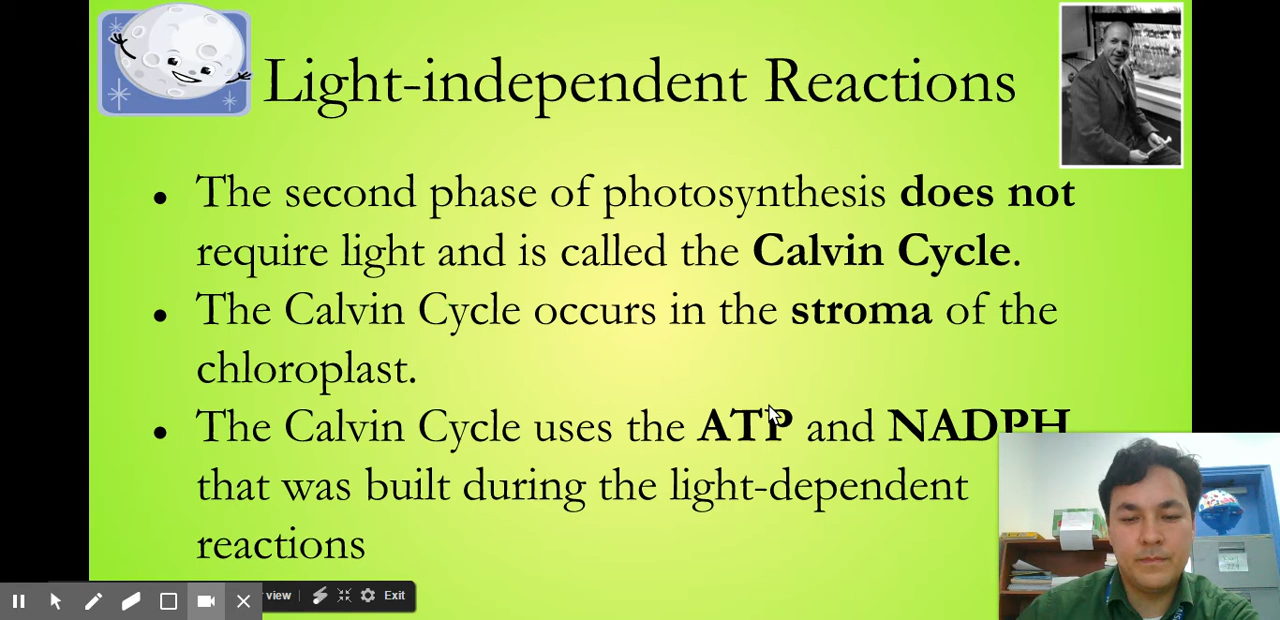 Light-independent Reactions
• The second phase of photosynthesis does not
require light and is called the Calvin Cycle.
• The Calvin Cycle occurs in the stroma of the
chloroplast.
• The Calvin Cycle uses the ATP and NADPH
that was built during the light-dependent
reactions
view
Exit